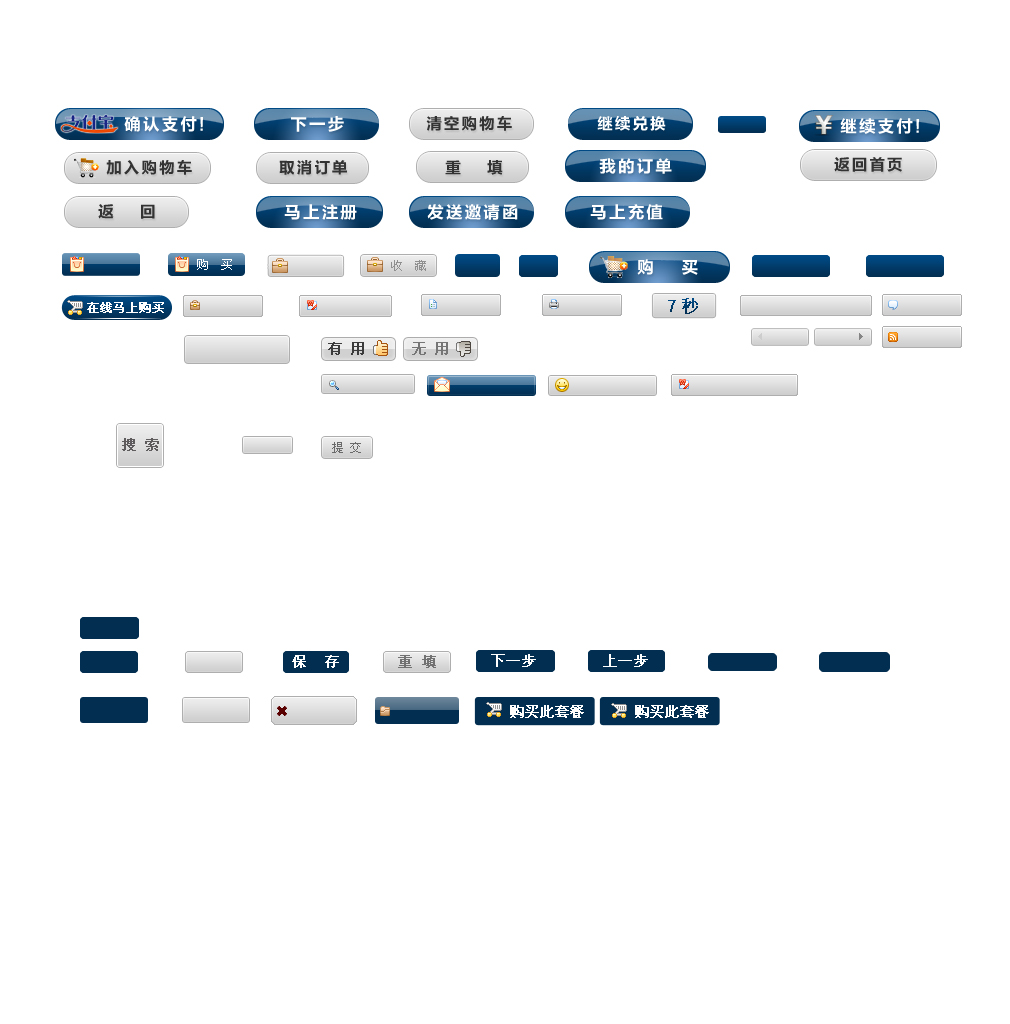 支付宝 确认支付!
下一步
清空购物车
继续兑换
¥ 继续支付!
加入购物车
取消订单
重 填
我的订单
返回首页
返 回
马上注册
发送邀请函
马上充值
购 买
收 藏
购 买
在线马上购买
7 秒
有 用
无 用
搜 索
提 交
保 存
重 填
下一步
上一步
购买此套餐
购买此套餐